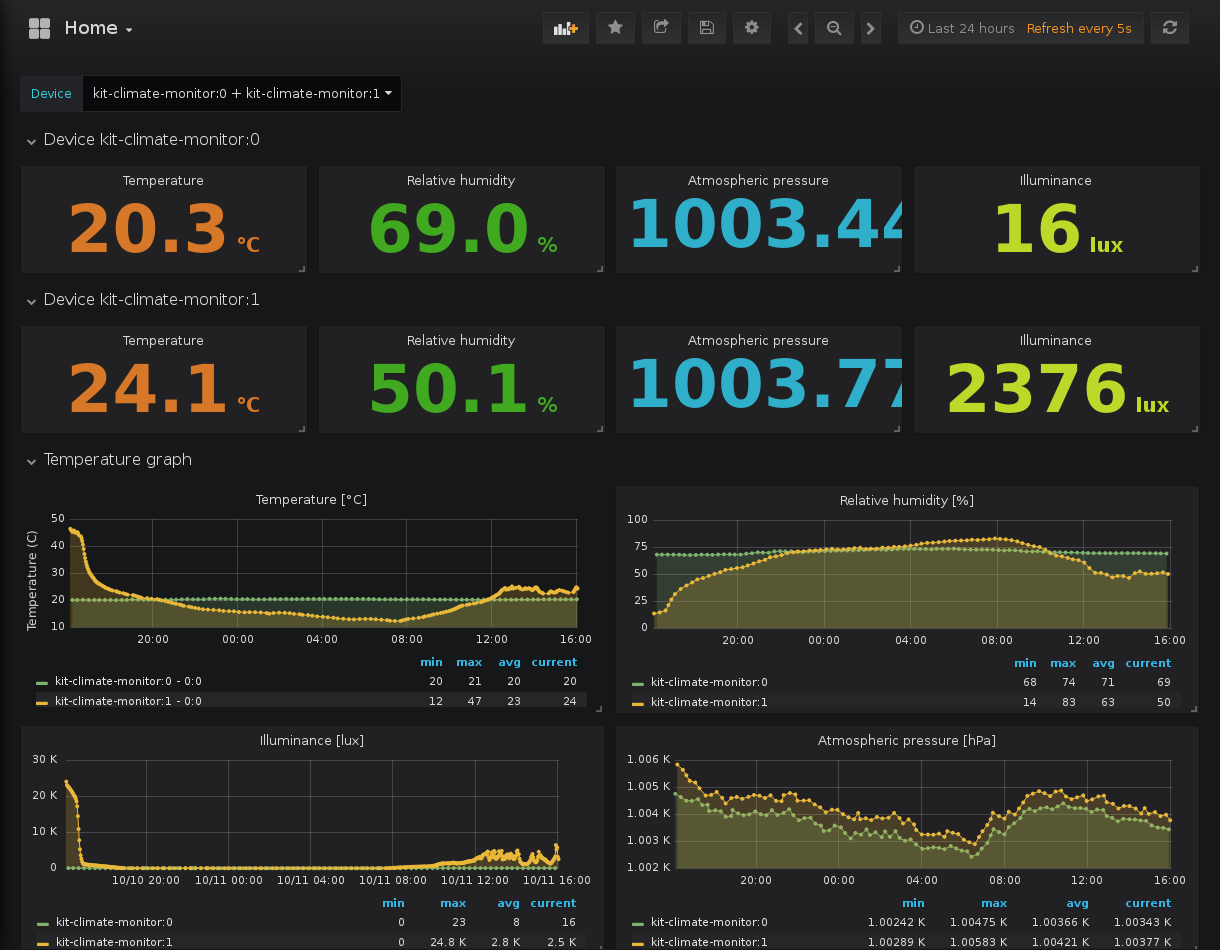 Home
Last 24 hours Refresh every 5s
Device kit-climate-monitor:0 + kit-climate-monitor:1
Device kit-climate-monitor:0
Temperature Relative humidity Atmospheric pressure Illuminance
20.3 °C 69.0 % 1003.44 16 lux
Device kit-climate-monitor:1
Temperature Relative humidity Atmospheric pressure Illuminance
24.1 °C 50.1 % 1003.77 2376 lux
Temperature graph
Temperature [°C]
Temperature (C)
50
40
30
20
10
20:00 00:00 04:00 08:00 12:00 16:00
min max avg current
kit-climate-monitor:0 - 0:0 20 21 20 20
kit-climate-monitor:1 - 0:0 12 47 23 24
Relative humidity [%]
100
75
50
25
0
20:00 00:00 04:00 08:00 12:00 16:00
min max avg current
kit-climate-monitor:0 68 74 71 69
kit-climate-monitor:1 14 83 63 50
Illuminance [lux]
30 K
20 K
10 K
0
10/10 20:00 10/11 00:00 10/11 04:00 10/11 08:00 10/11 12:00 10/11 16:00
min max avg current
kit-climate-monitor:0 0 23 8 16
kit-climate-monitor:1 0 24.8 K 2.8 K 2.5 K
Atmospheric pressure [hPa]
1.006 K
1.005 K
1.004 K
1.003 K
1.002 K
20:00 00:00 04:00 08:00 12:00 16:00
min max avg current
kit-climate-monitor:0 1.00242 K 1.00475 K 1.00366 K 1.00343 K
kit-climate-monitor:1 1.00289 K 1.00583 K 1.00421 K 1.00377 K